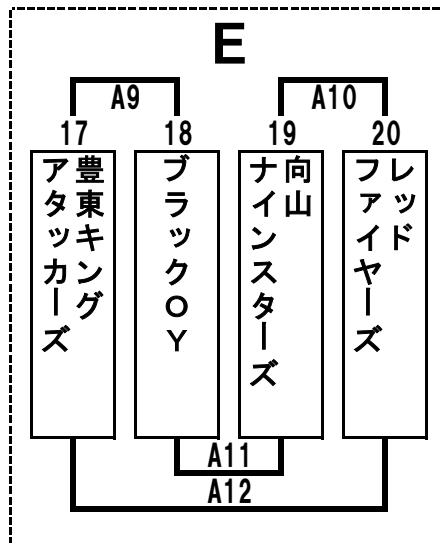 E
A9
A10
17
18
19
20
豊東キング
アタッカーズ
ブラックOY
向山
ナインスターズ
レッド
ファイヤーズ
A11
A12